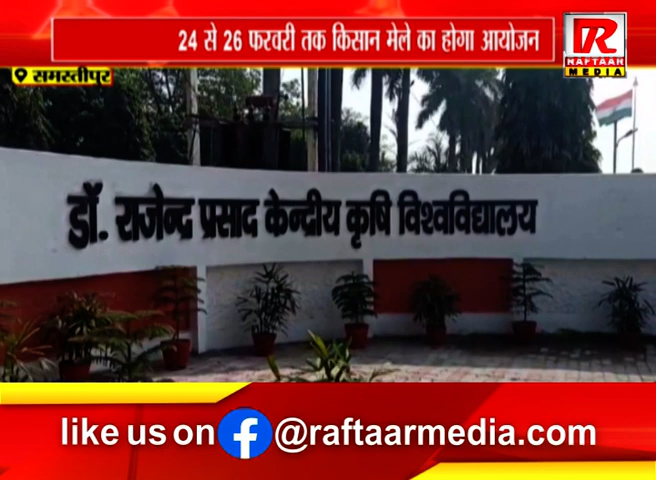 24 से 26 फरवरी तक किसान मेले का होगा आयोजन
R
RAFTAAR
MEDIA
समस्तीपुर
डॉ. राजेन्द्र प्रसाद केन्द्रीय कृषि विश्वविद्यालय
like us on f @raftaarmedia.com